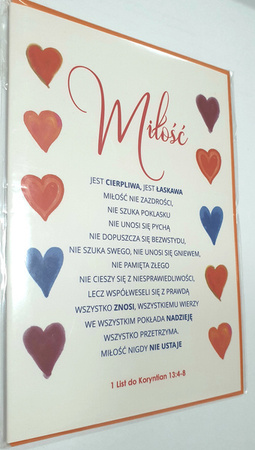 Miłość
JEST CIERPLIWA, JEST ŁASKAWA
MIŁOŚĆ NIE ZAZDROŚCI,
NIE SZUKA POKLASKU
NIE UNOSI SIĘ PYCHĄ
NIE DOPUSZCZA SIĘ BEZWSTYDU,
NIE SZUKA SWEGO, NIE UNOSI SIĘ GNIEWEM,
NIE PAMIĘTA ZŁEGO
NIE CIESZY SIĘ Z NIESPRAWIEDLIWOŚCI,
LECZ WSPÓŁWESELI SIĘ Z PRAWDĄ
WSZYSTKO ZNOSI, WSZYSTKIEMU WIERZY
WE WSZYSTKIM POKŁADA NADZIEJĘ
WSZYSTKO PRZETRZYMA.
MIŁOŚĆ NIGDY NIE USTAJE
1 List do Koryntian 13:4-8